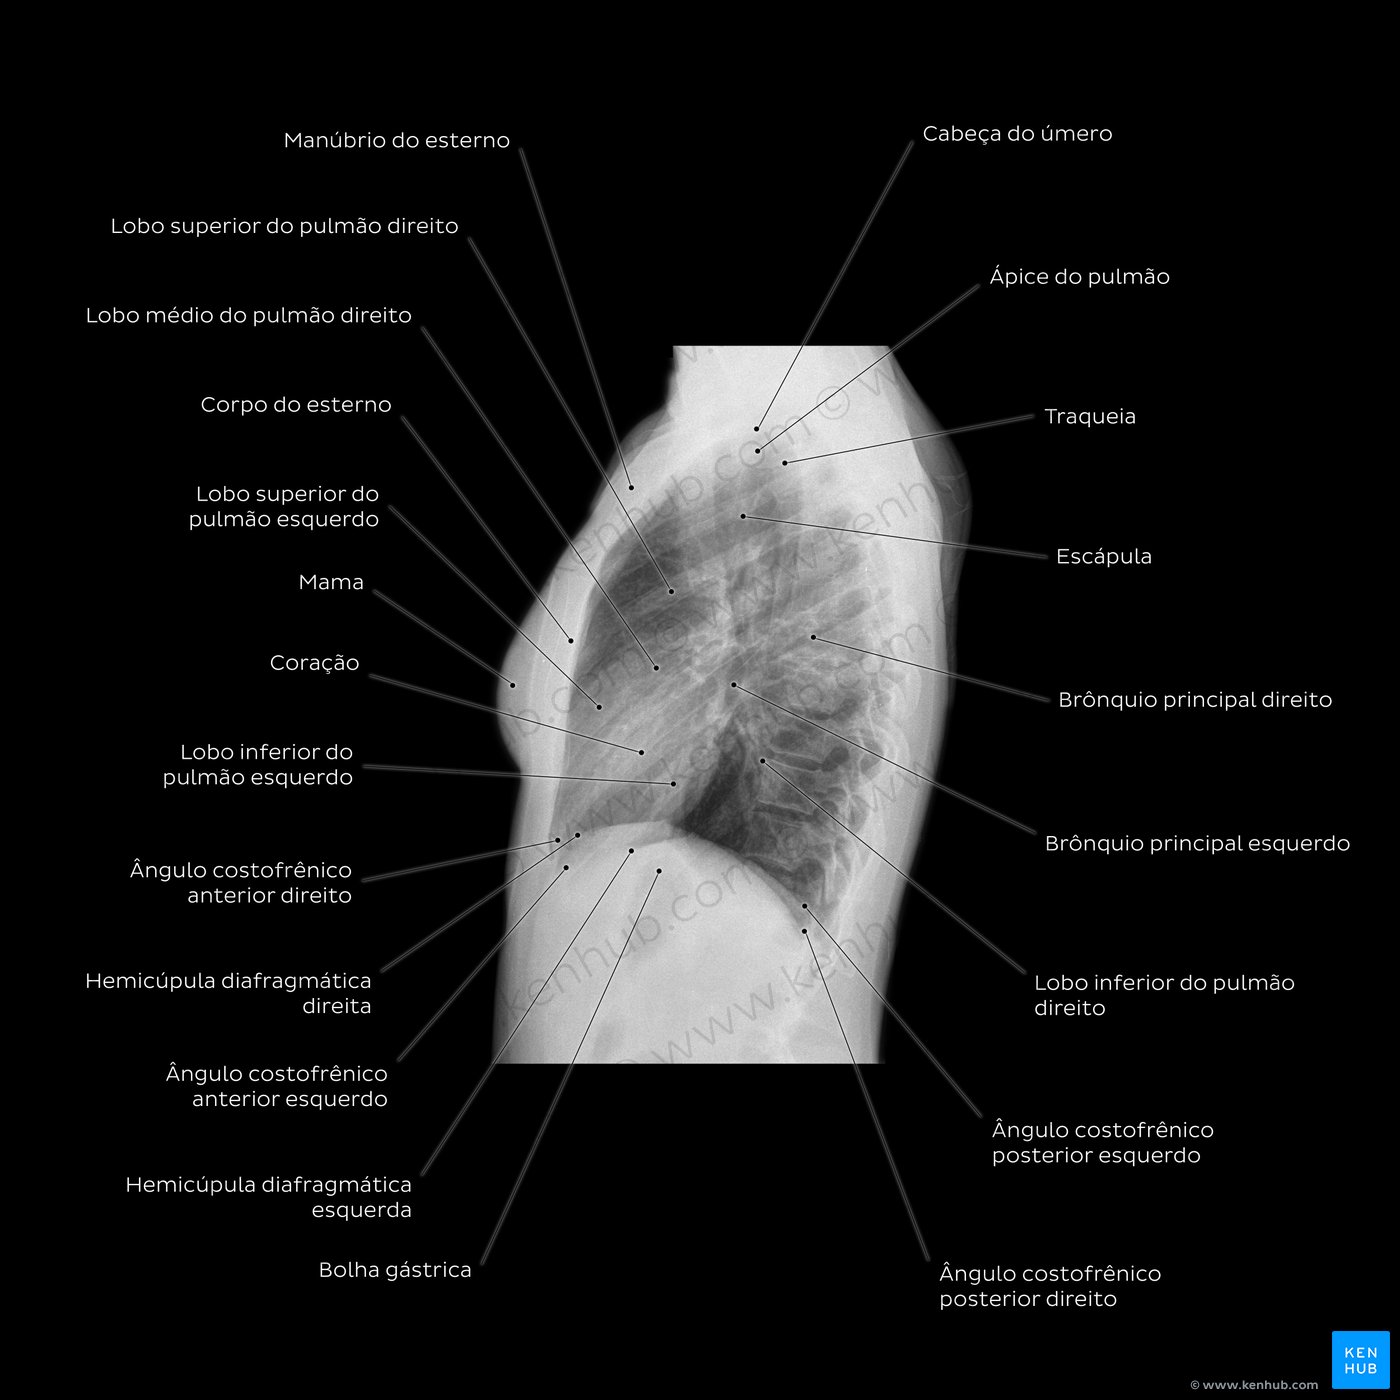 Manúbrio do esterno
Lobo superior do pulmão direito
Lobo médio do pulmão direito
Corpo do esterno
Lobo superior do
pulmão esquerdo
Mama
Coração
Lobo inferior do
pulmão esquerdo
Ângulo costofrênico
anterior direito
Hemicúpula diafragmática
direita
Ângulo costofrênico
anterior esquerdo
Hemicúpula diafragmática
esquerda
Bolha gástrica
Cabeça do úmero
Ápice do pulmão
Traqueia
Escápula
Brônquio principal direito
Brônquio principal esquerdo
Lobo inferior do pulmão
direito
Ângulo costofrênico
posterior esquerdo
Ângulo costofrênico
posterior direito
KEN
HUB
© www.kenhub.com